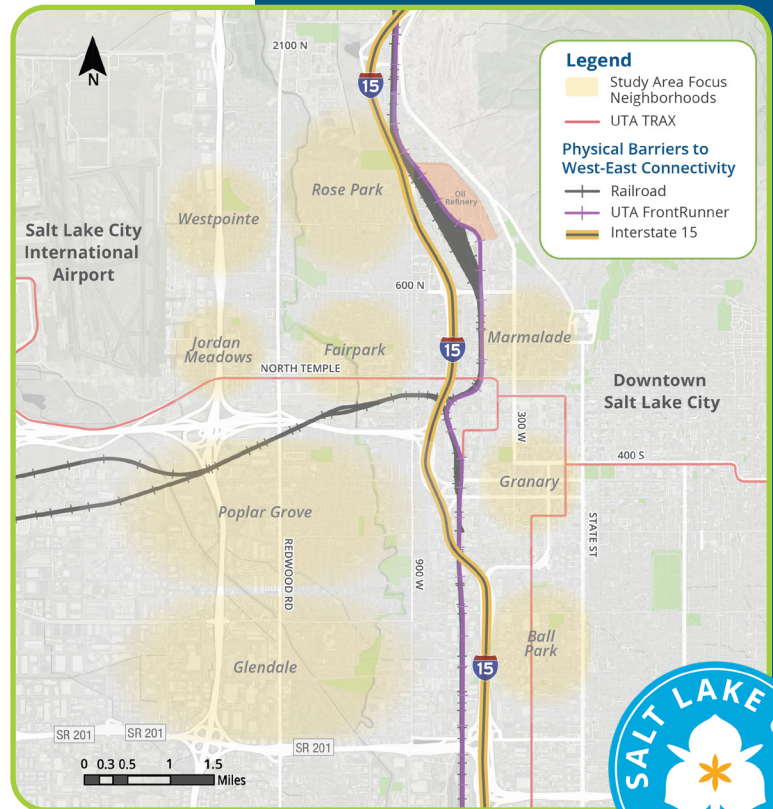 N
2100 N
15
Legend
Study Area Focus
Neighborhoods
UTA TRAX
Physical Barriers to
West-East Connectivity
Railroad
UTA FrontRunner
Interstate 15
Rose Park
Westpointe
Oil
Refinery
Salt Lake City
International
Airport
600 N
Jordan
Meadows
Fairpark
15
Marmalade
NORTH TEMPLE
Downtown
Salt Lake City
300 W
400 S
Granary
Poplar Grove
STATE ST
REDWOOD RD
900 W
Ball
Park
Glendale
15
SR 201
SR 201
SR 201
0 0.3 0.5 1 1.5
Miles
SALT LAKE